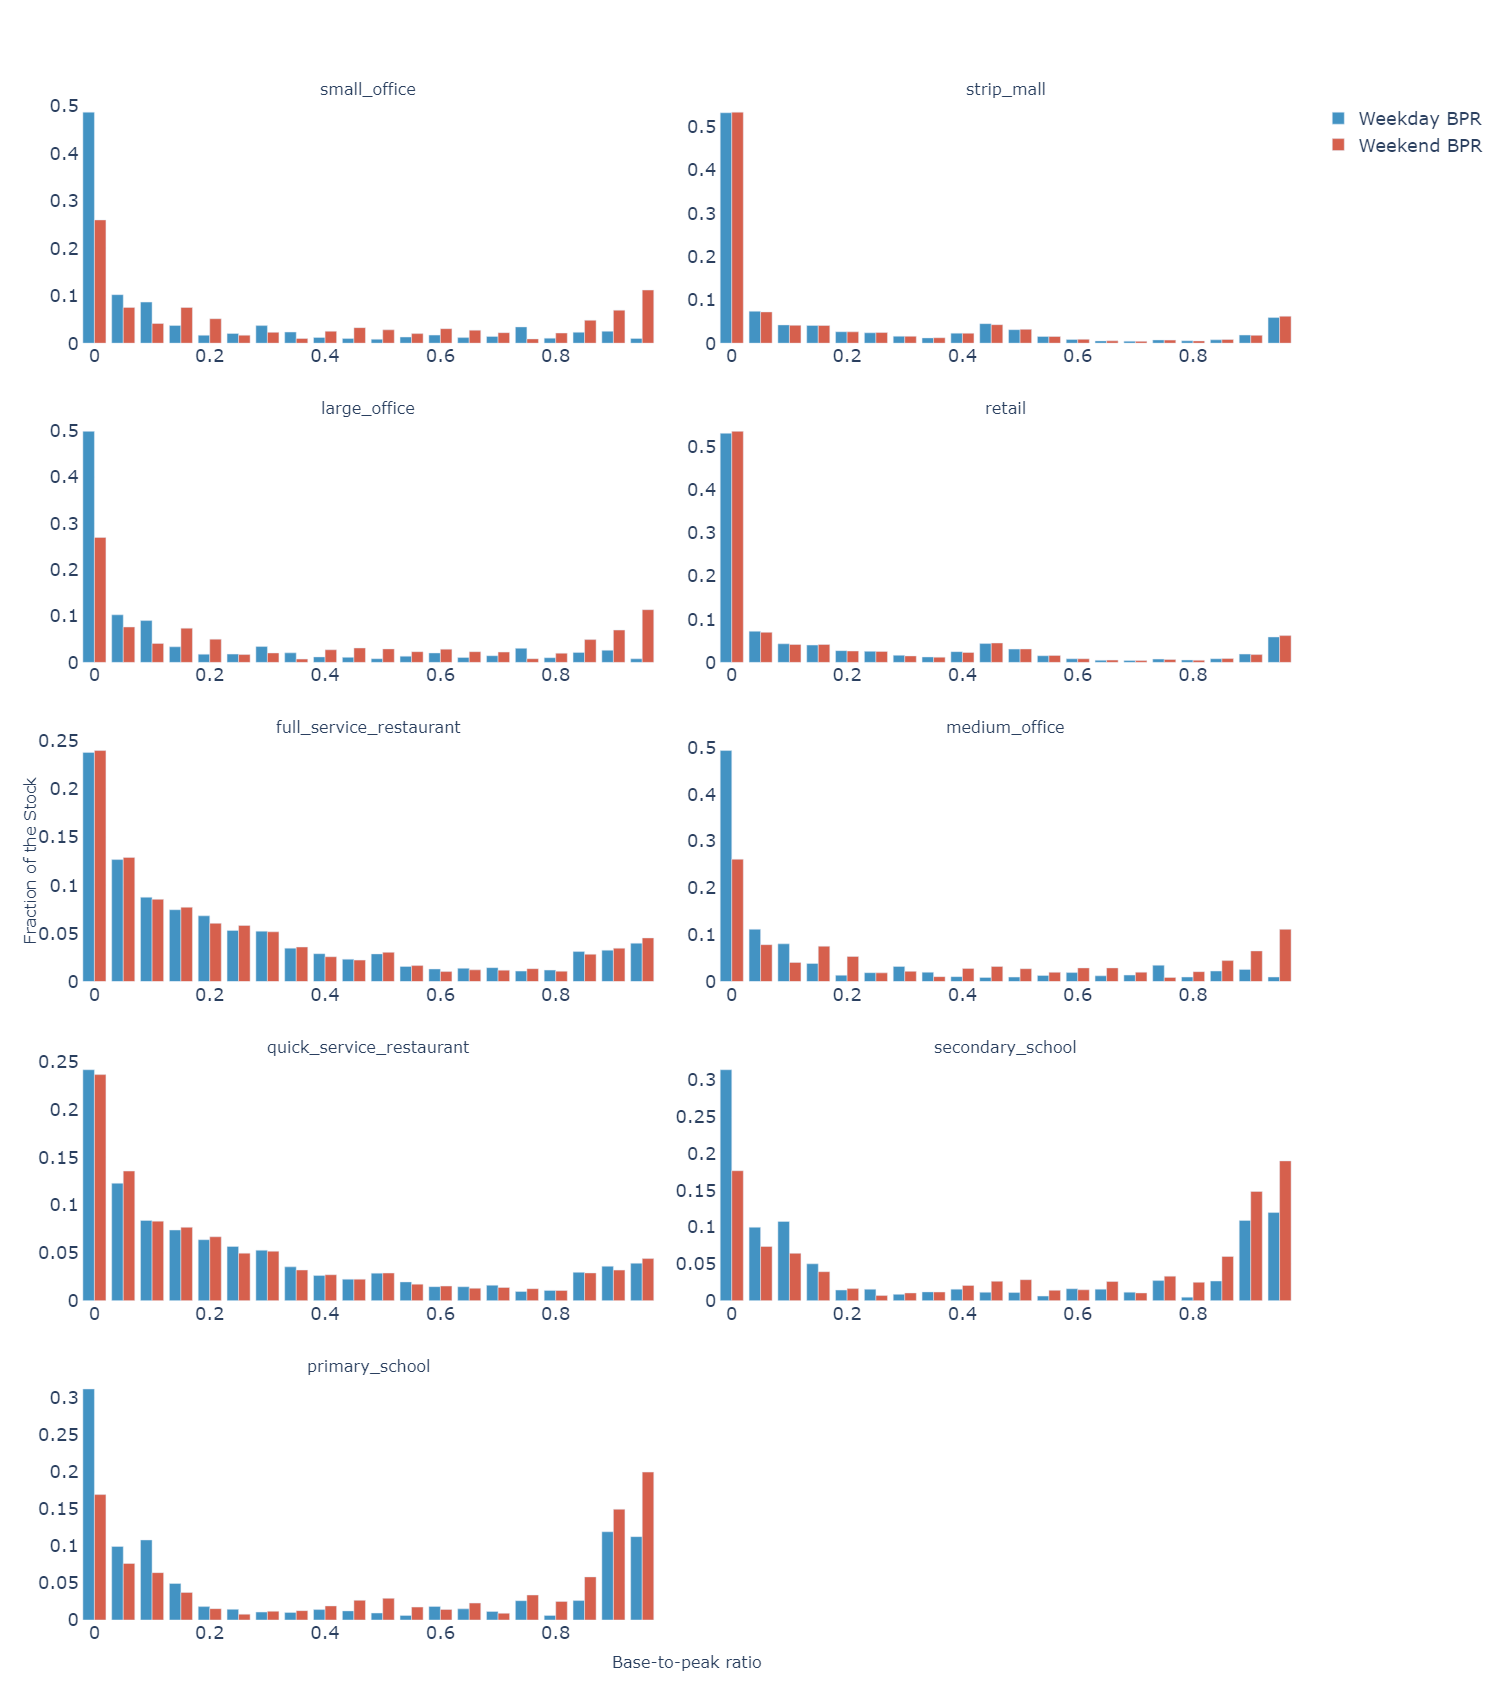 small_office
0.5
0.4
0.3
0.2
0.1
0
0 0.2 0.4 0.6 0.8
strip_mall
0.5
0.4
0.3
0.2
0.1
0
0 0.2 0.4 0.6 0.8
Weekday BPR
Weekend BPR
large_office
0.5
0.4
0.3
0.2
0.1
0
0 0.2 0.4 0.6 0.8
retail
0.5
0.4
0.3
0.2
0.1
0
0 0.2 0.4 0.6 0.8
full_service_restaurant
0.25
0.2
0.15
0.1
0.05
0
0 0.2 0.4 0.6 0.8
Fraction of the Stock
medium_office
0.5
0.4
0.3
0.2
0.1
0
0 0.2 0.4 0.6 0.8
quick_service_restaurant
0.25
0.2
0.15
0.1
0.05
0
0 0.2 0.4 0.6 0.8
secondary_school
0.3
0.25
0.2
0.15
0.1
0.05
0
0 0.2 0.4 0.6 0.8
primary_school
0.3
0.25
0.2
0.15
0.1
0.05
0
0 0.2 0.4 0.6 0.8
Base-to-peak ratio